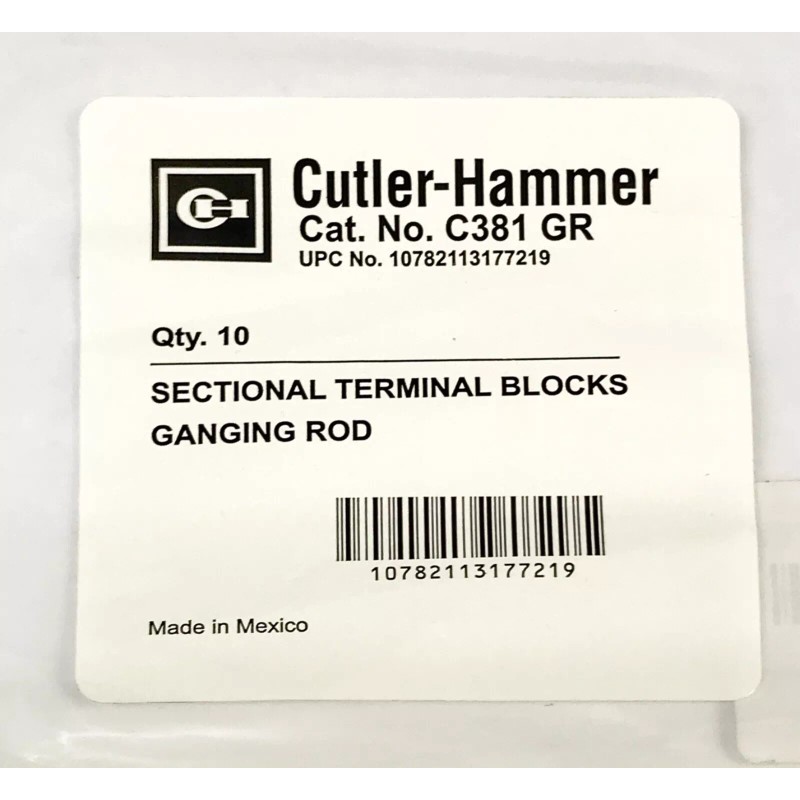 CH
Cutler-Hammer
Cat. No. C381 GR
UPC No. 10782113177219
Qty. 10
SECTIONAL TERMINAL BLOCKS
GANGING ROD
10782113177219
Made in Mexico